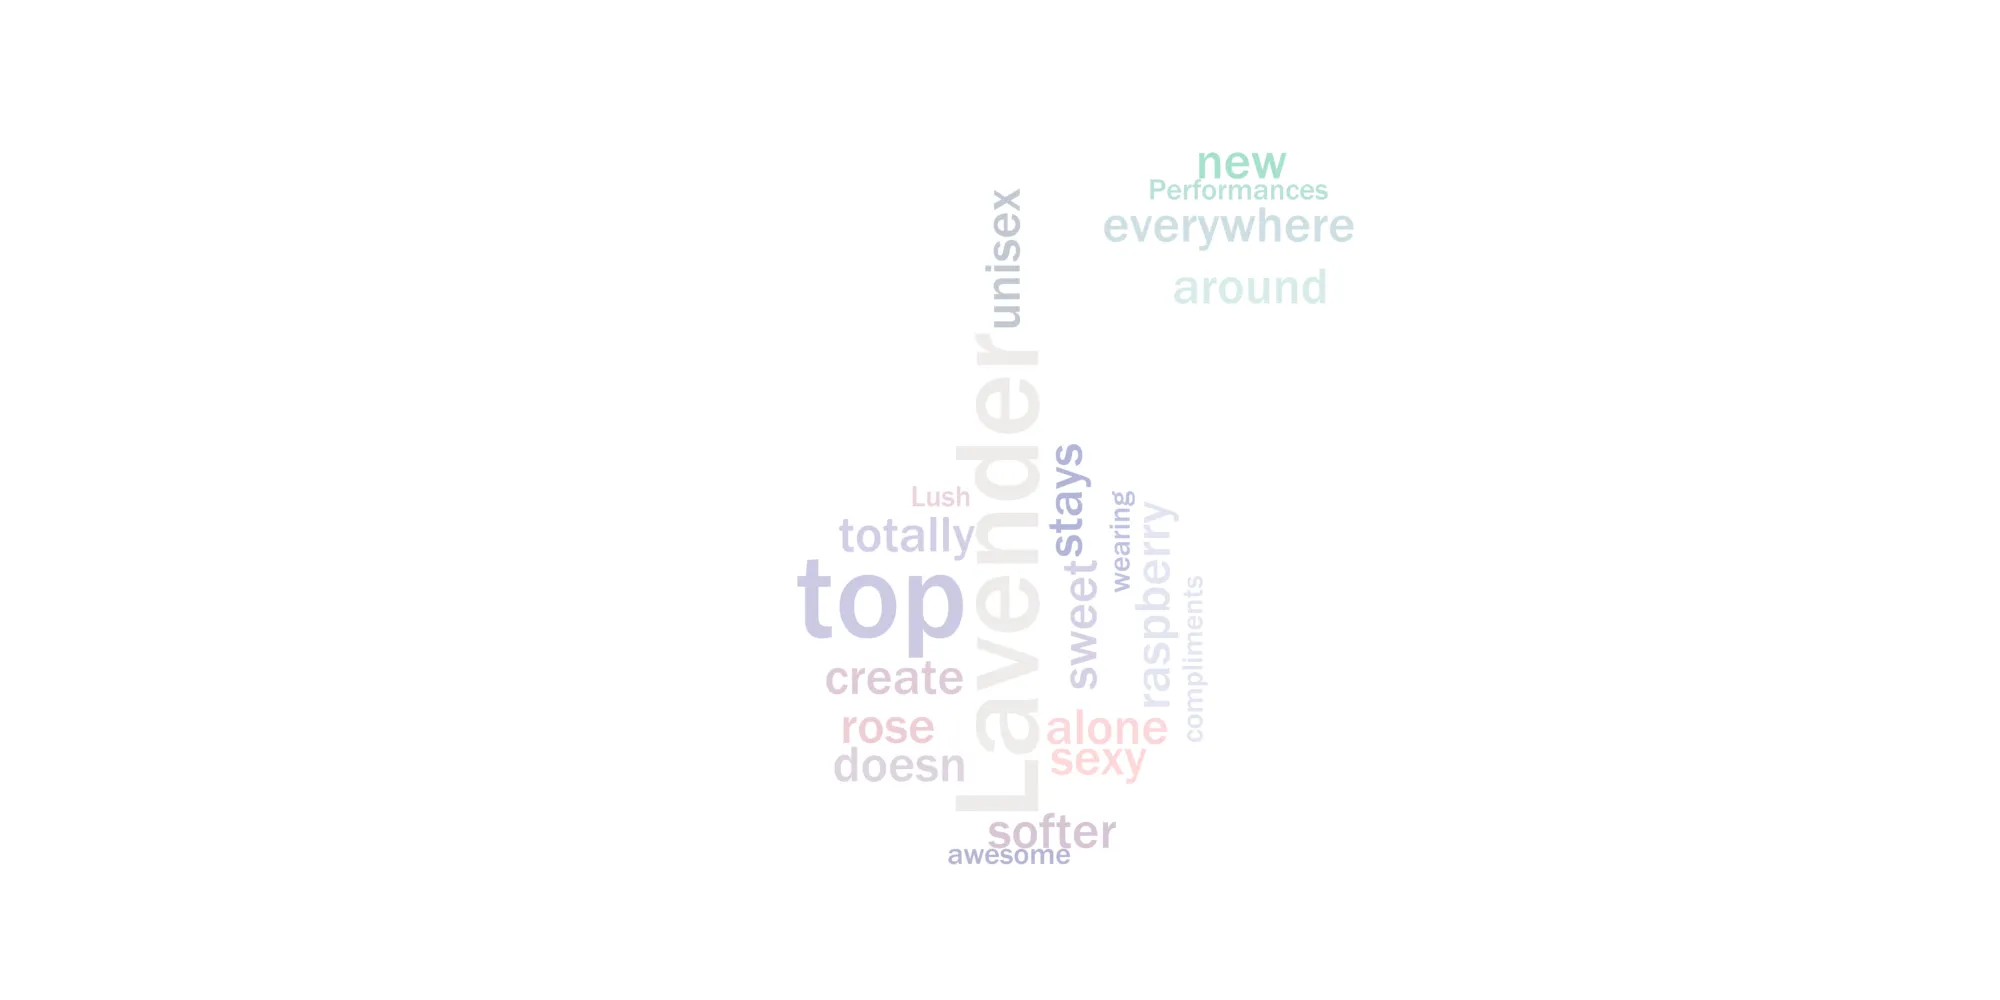 new
Performances
everywhere
around
unisex
Lavender
stays
Lush
wearing
totally
raspberry
top
sweet
compliments
create
rose
alone
doesn
sexy
softer
awesome